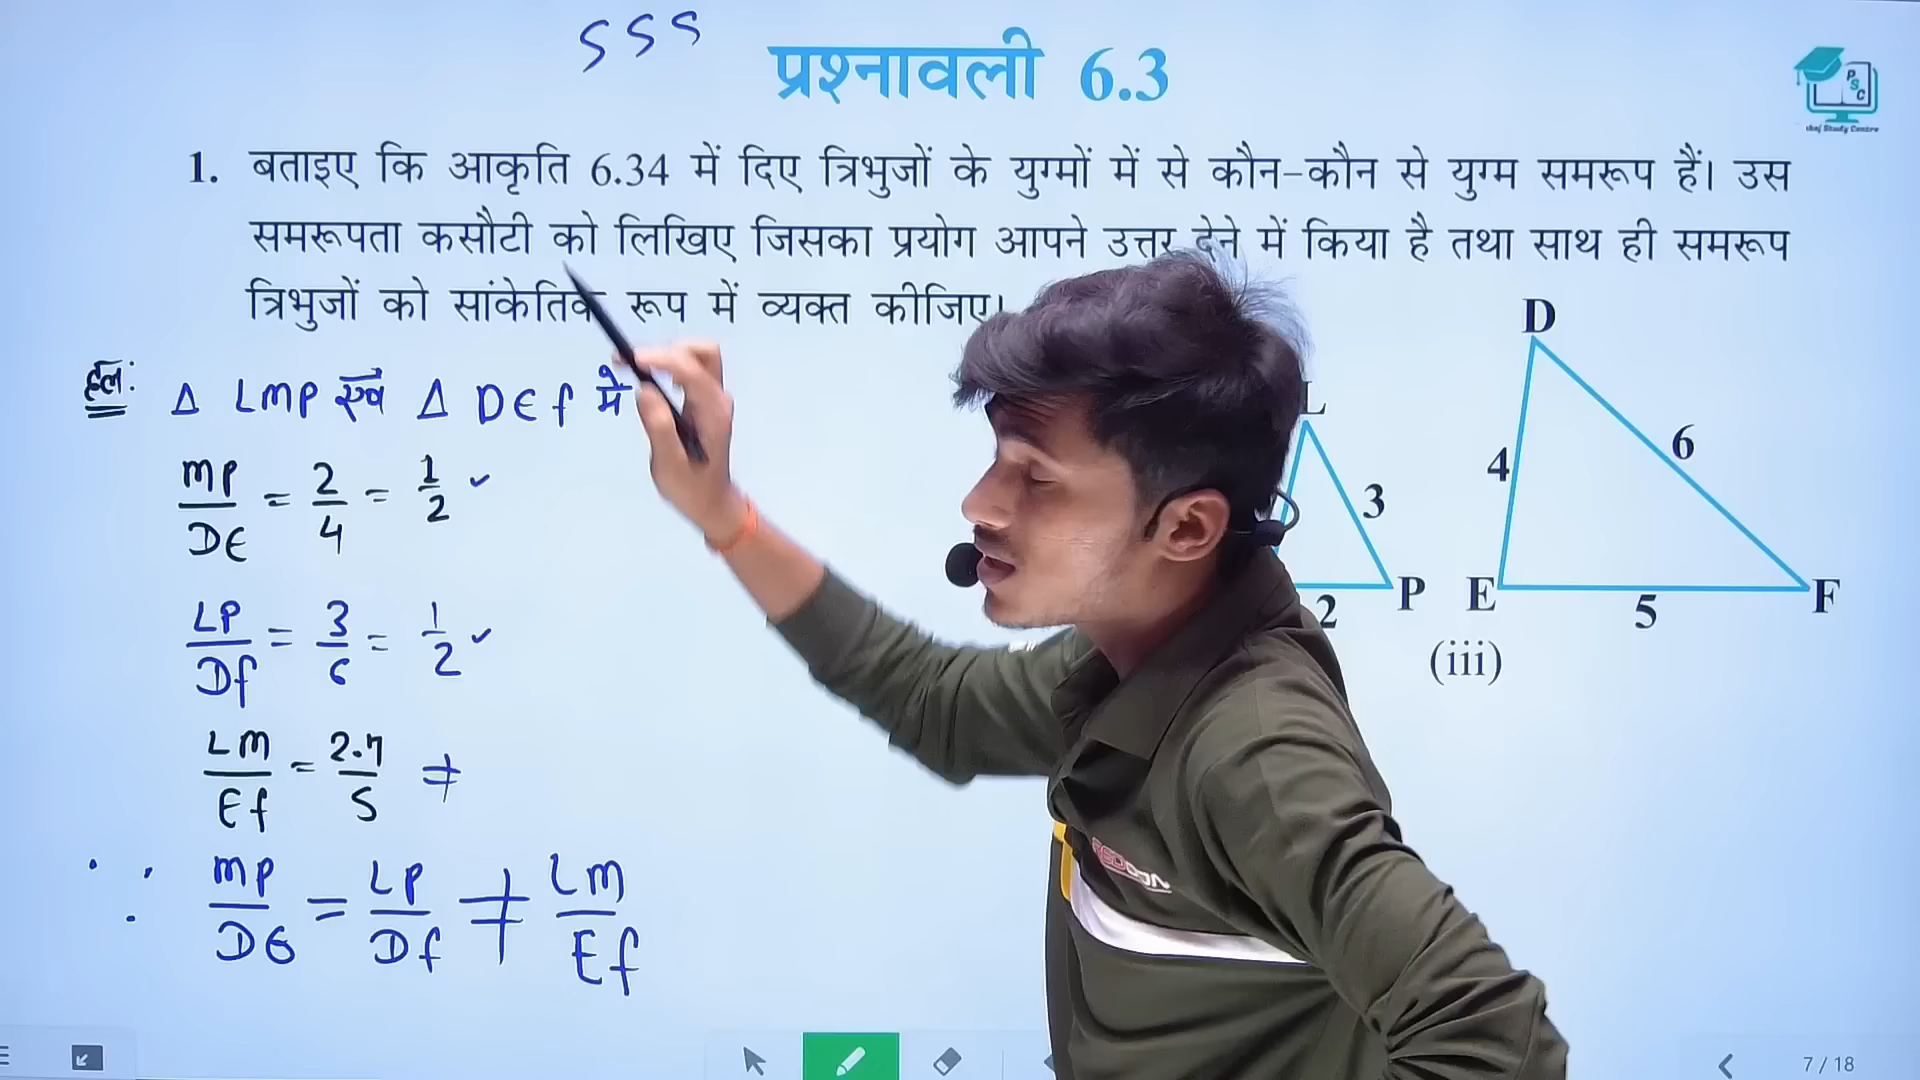 SSS
प्रश्नावली 6.3
1. बताइए कि आकृति 6.34 में दिए त्रिभुजों के युग्मों में से कौन-कौन से युग्म समरूप हैं। उस
समरूपता कसौटी को लिखिए जिसका प्रयोग आपने उत्तर देने में किया है तथा साथ ही समरूप
त्रिभुजों को सांकेतिक रूप में व्यक्त कीजिए।
हल:
Δ LMP एवं Δ DEf में
MP/DE = 2/4 = 1/2 ✓
LP/Df = 3/6 = 1/2 ✓
LM/Ef = 2.7/5 ≠
∵ MP/DE = LP/Df ≠ LM/Ef
L
3
2
P
D
4
6
E
5
F
(iii)
PSC
Study Centre
7 / 18